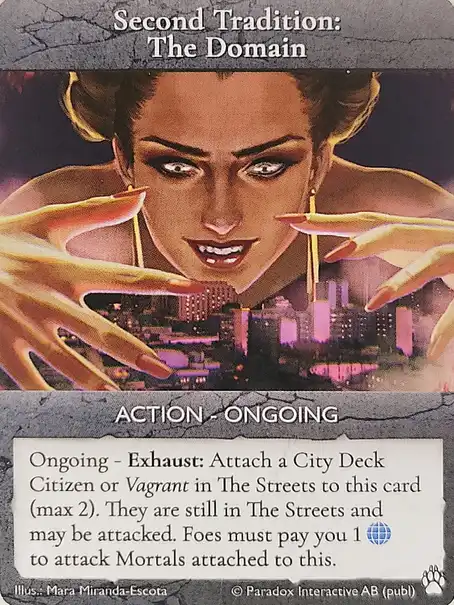 Second Tradition:
The Domain
ACTION - ONGOING
Ongoing - Exhaust: Attach a City Deck
Citizen or Vagrant in The Streets to this card
(max 2). They are still in The Streets and
may be attacked. Foes must pay you 1
to attack Mortals attached to this.
Illus.: Mara Miranda-Escota © Paradox Interactive AB (publ)